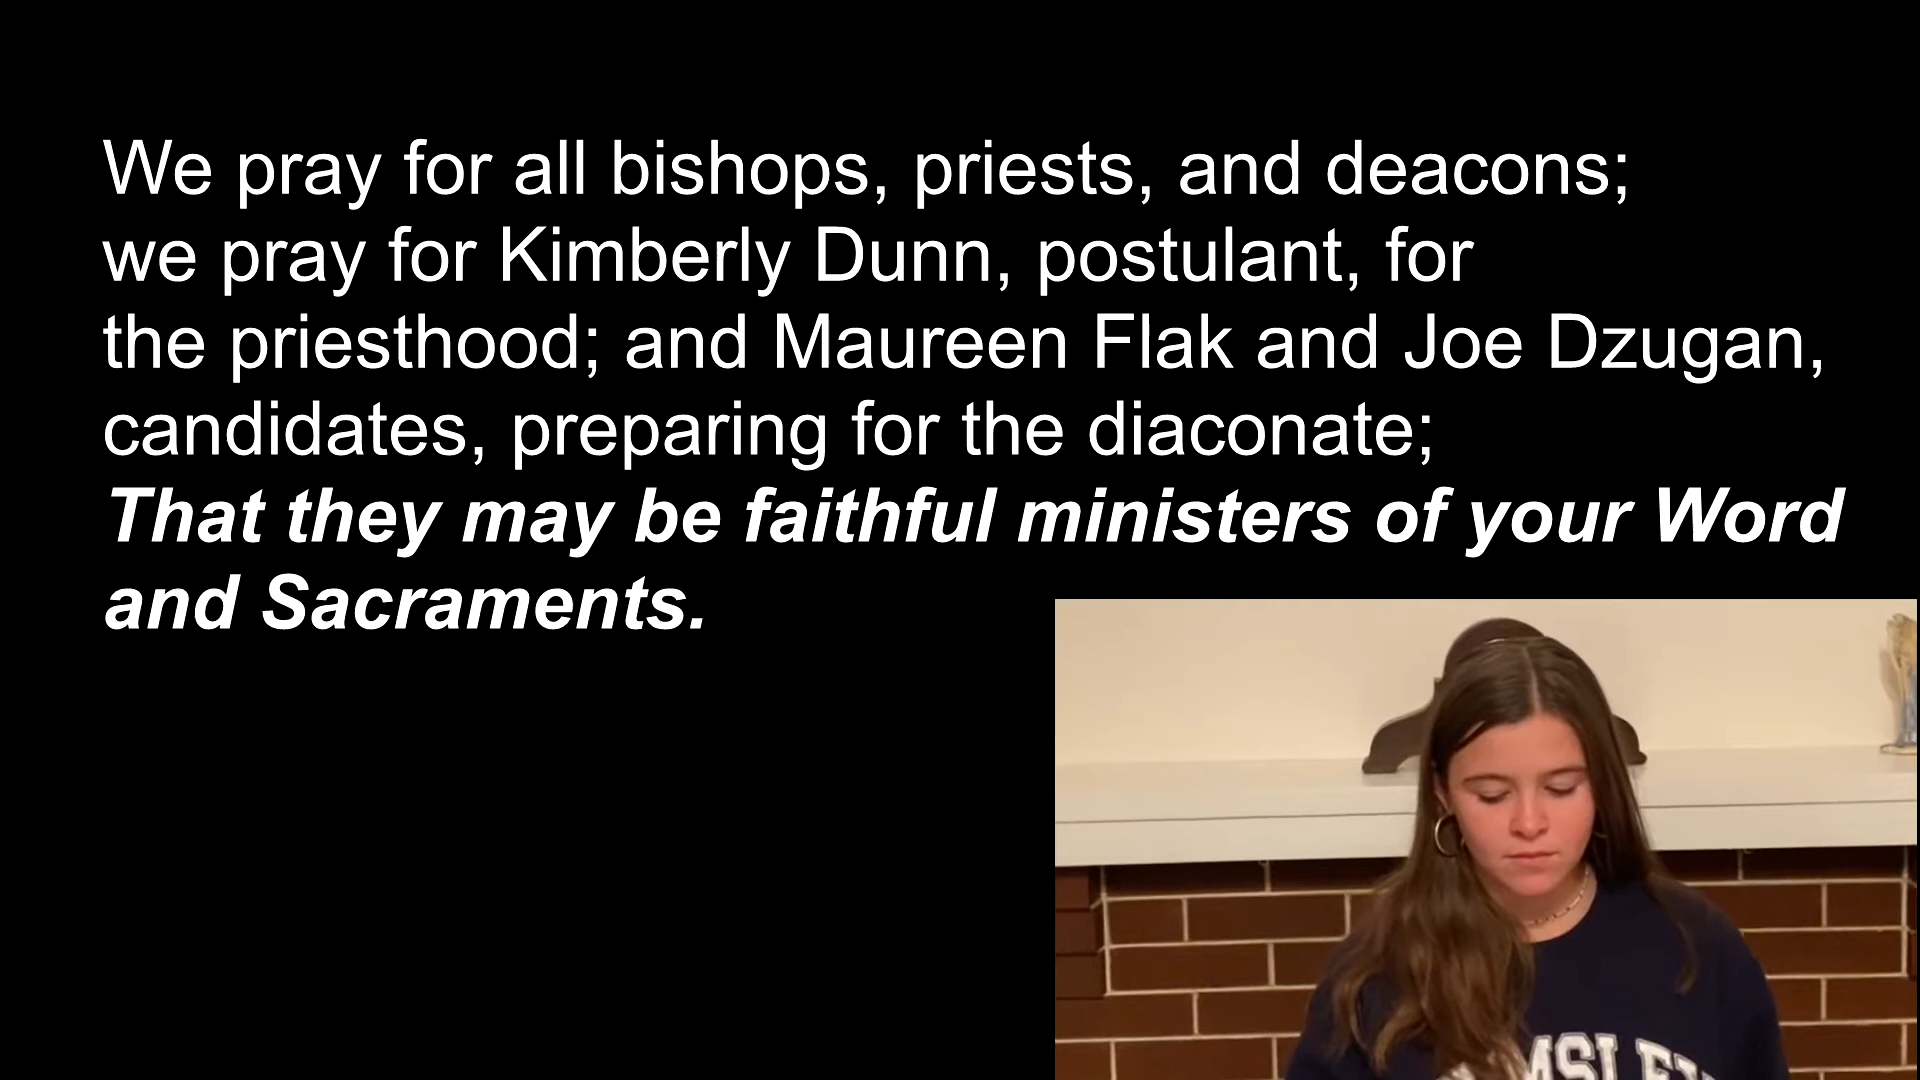 We pray for all bishops, priests, and deacons;
we pray for Kimberly Dunn, postulant, for
the priesthood; and Maureen Flak and Joe Dzugan,
candidates, preparing for the diaconate;
That they may be faithful ministers of your Word
and Sacraments.